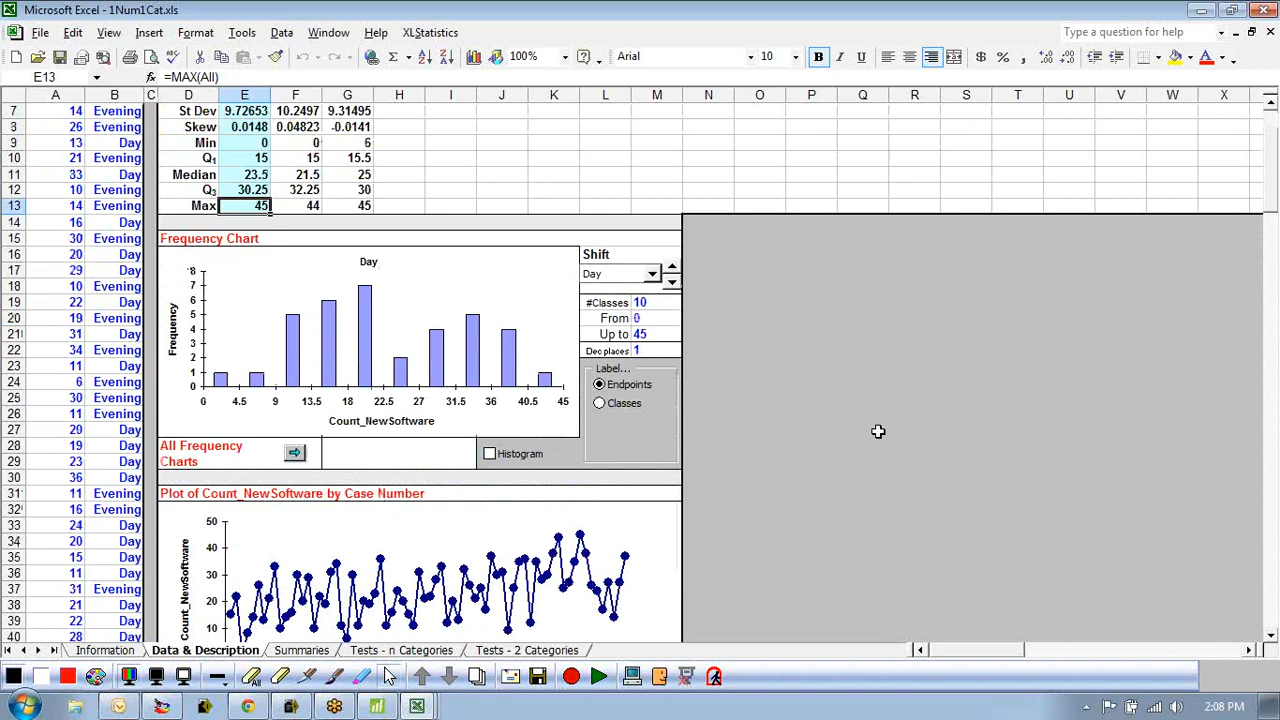 Microsoft Excel - 1Num1Cat.xls
File Edit View Insert Format Tools Data Window Help XLStatistics Type a question for help
100% Arial 10 B I U $ %
E13 fx =MAX(All)
A B C D E F G H I J K L M N O P Q R S T U V W X
7 14 Evening St Dev 9.72653 10.2497 9.31495
3 26 Evening Skew 0.0148 0.04823 -0.0141
9 13 Day Min 0 0 6
10 21 Evening Q1 15 15 15.5
11 33 Day Median 23.5 21.5 25
12 10 Evening Q3 30.25 32.25 30
13 14 Evening Max 45 44 45
14 16 Day
15 30 Evening Frequency Chart
16 20 Day
17 29 Day
18 10 Evening
19 22 Day
20 19 Evening
21 31 Day
22 34 Evening
23 11 Day
24 6 Evening
25 30 Evening
26 11 Evening
27 20 Day
28 19 Evening
29 23 Day
30 36 Day
31 11 Evening
32 16 Evening
33 24 Day
34 20 Day
35 15 Day
36 11 Day
37 31 Evening
38 21 Day
39 22 Day
40 28 Day
Day
Frequency
8
7
6
5
4
3
2
1
0
0 4.5 9 13.5 18 22.5 27 31.5 36 40.5 45
Count_NewSoftware
Shift
Day
#Classes 10
From 0
Up to 45
Dec places 1
Label...
Endpoints
Classes
All Frequency
Charts
Histogram
Plot of Count_NewSoftware by Case Number
Count_NewSoftware
50
40
30
20
10
Information Data & Description Summaries Tests - n Categories Tests - 2 Categories
All
2:08 PM